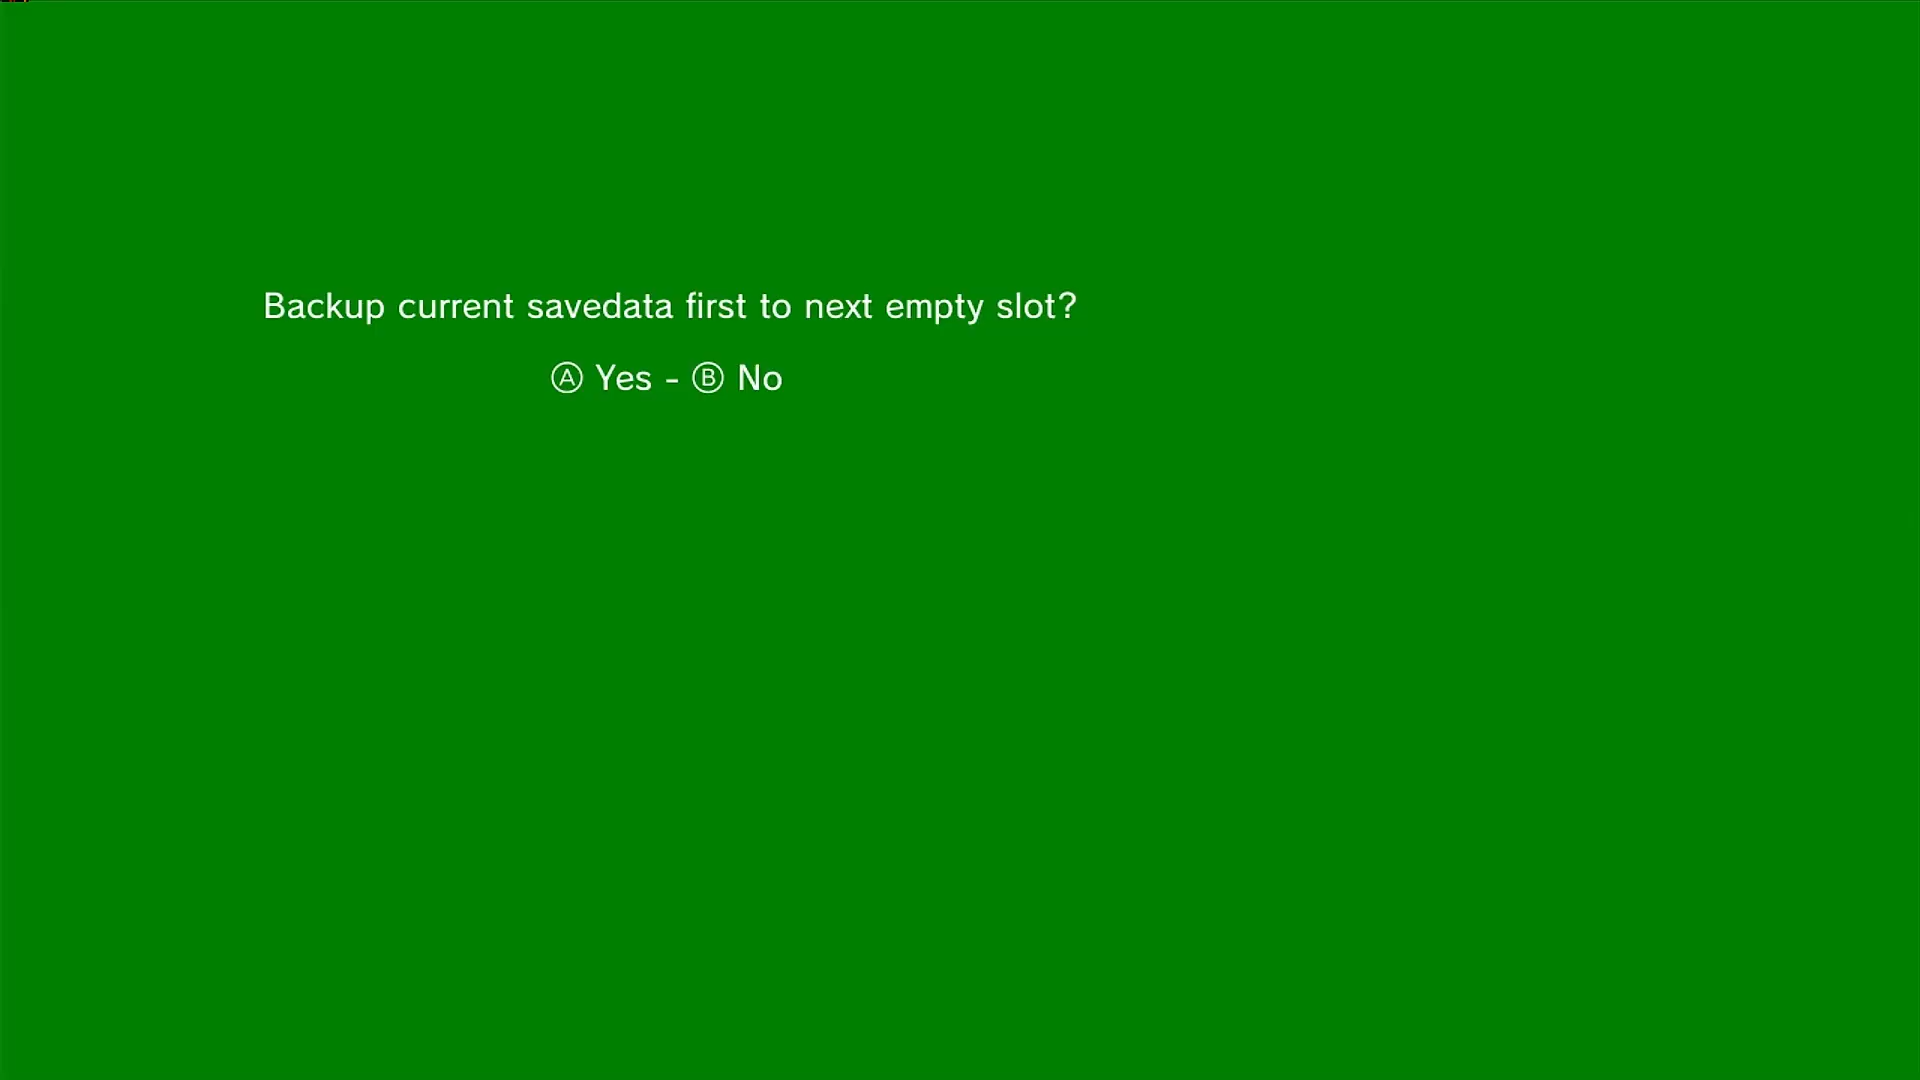 Backup current savedata first to next empty slot?
Ⓐ Yes - Ⓑ No